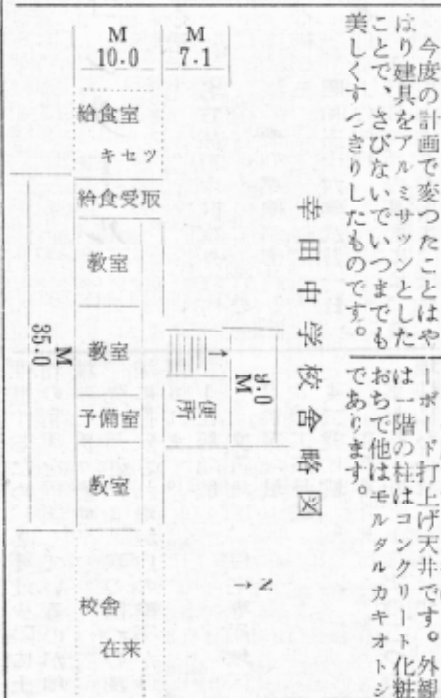 今度の計画で変つたことはや
はり建具をアルミサッシとした
ことで、さびないでいつまでも
美しくすつきりしたものです。
ーボード打上げ天井です。外観
は一階の柱はコンクリート化粧
おちで他はモルタルカキオトシ
であります。
幸田中学校舎略図
M
7.1
M
10.0
給食室
キセツ
給食受取
教室
教室
予備室
教室
校舎
在来
35.0
M
9.0
M
便所
N